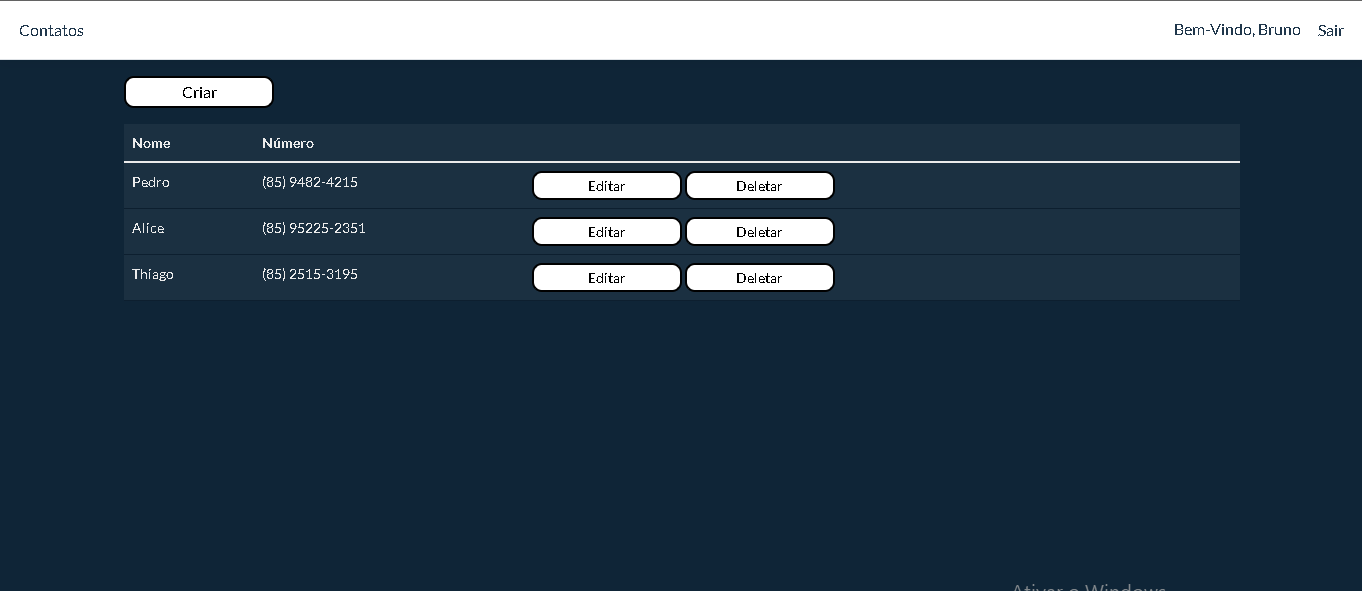 Contatos Bem-Vindo, Bruno Sair
Criar
Nome Número
Pedro (85) 9482-4215 Editar Deletar
Alice (85) 95225-2351 Editar Deletar
Thiago (85) 2515-3195 Editar Deletar
Ativar o Windows